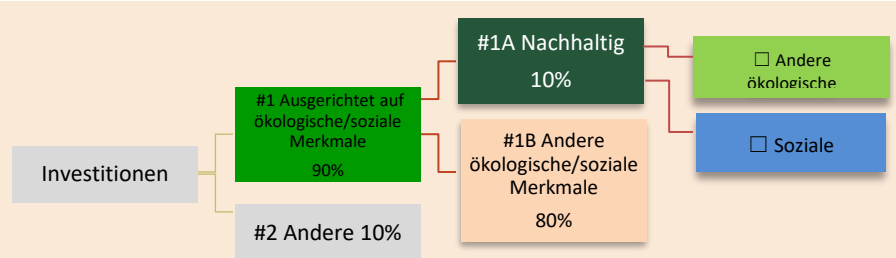 Investitionen
#1 Ausgerichtet auf
ökologische/soziale
Merkmale
90%
#2 Andere 10%
#1A Nachhaltig
10%
#1B Andere
ökologische/soziale
Merkmale
80%
☐ Andere
ökologische
☐ Soziale